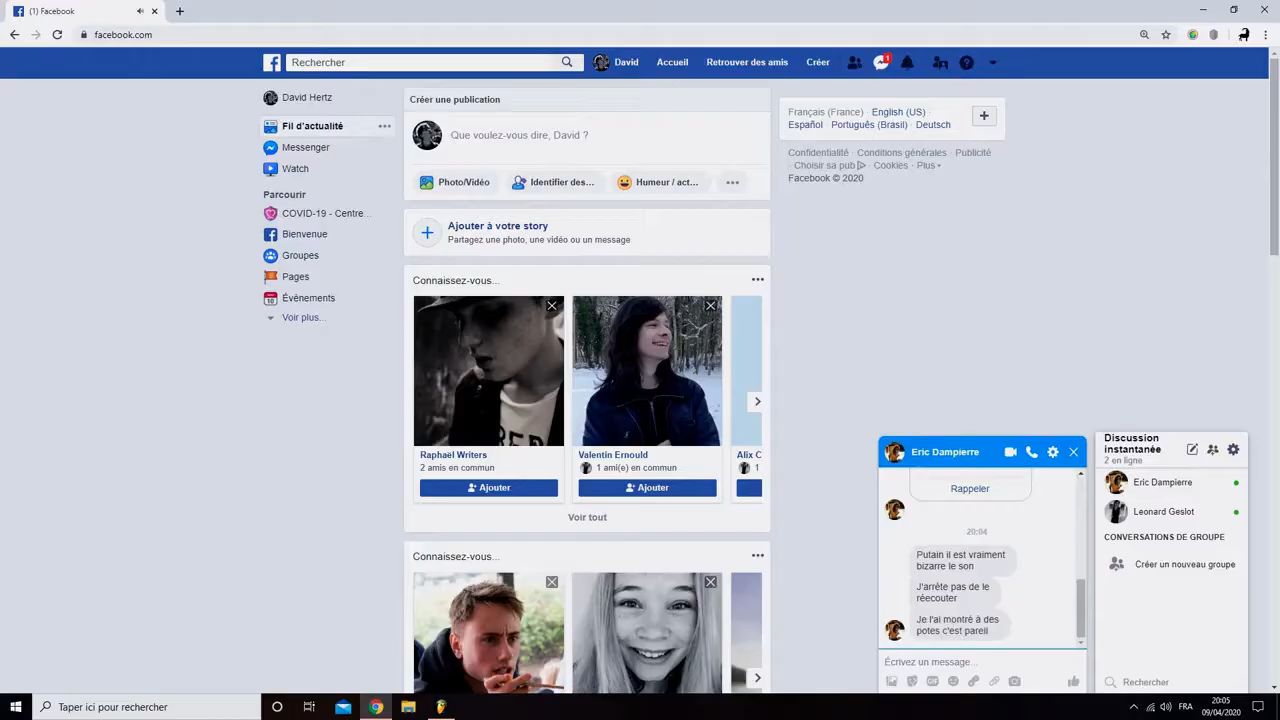 (1) Facebook
facebook.com
Rechercher
David
Accueil
Retrouver des amis
Créer
1
David Hertz
Fil d'actualité
Messenger
Watch
Parcourir
COVID-19 - Centre...
Bienvenue
Groupes
Pages
10
Évènements
Voir plus...
Créer une publication
Que voulez-vous dire, David ?
Photo/Vidéo
Identifier des...
Humeur / act...
Ajouter à votre story
Partagez une photo, une vidéo ou un message
Connaissez-vous...
Raphaël Writers
2 amis en commun
Ajouter
Valentin Ernould
1 ami(e) en commun
Ajouter
Alix C
1
Voir tout
Connaissez-vous...
Français (France) · English (US) ·
Español · Português (Brasil) · Deutsch
Confidentialité · Conditions générales · Publicité
· Choisir sa pub · Cookies · Plus
Facebook © 2020
Eric Dampierre
Rappeler
20:04
Putain il est vraiment
bizarre le son
J'arrête pas de le
réecouter
Je l'ai montré à des
potes c'est pareil
Écrivez un message...
GIF
Discussion
instantanée
2 en ligne
Eric Dampierre
Leonard Geslot
CONVERSATIONS DE GROUPE
Créer un nouveau groupe
Rechercher
Taper ici pour rechercher
FRA
20:05
09/04/2020